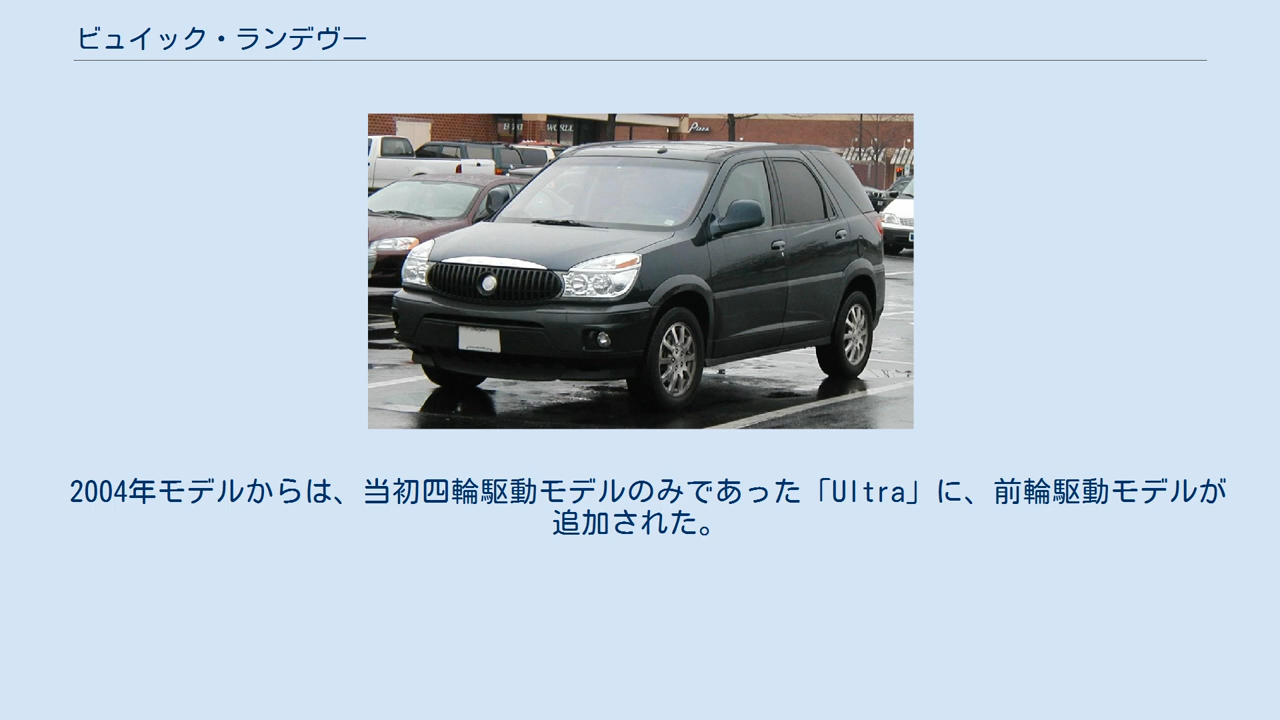 ビュイック・ランデヴー
Pizza
2004年モデルからは、当初四輪駆動モデルのみであった「Ultra」に、前輪駆動モデルが
追加された。